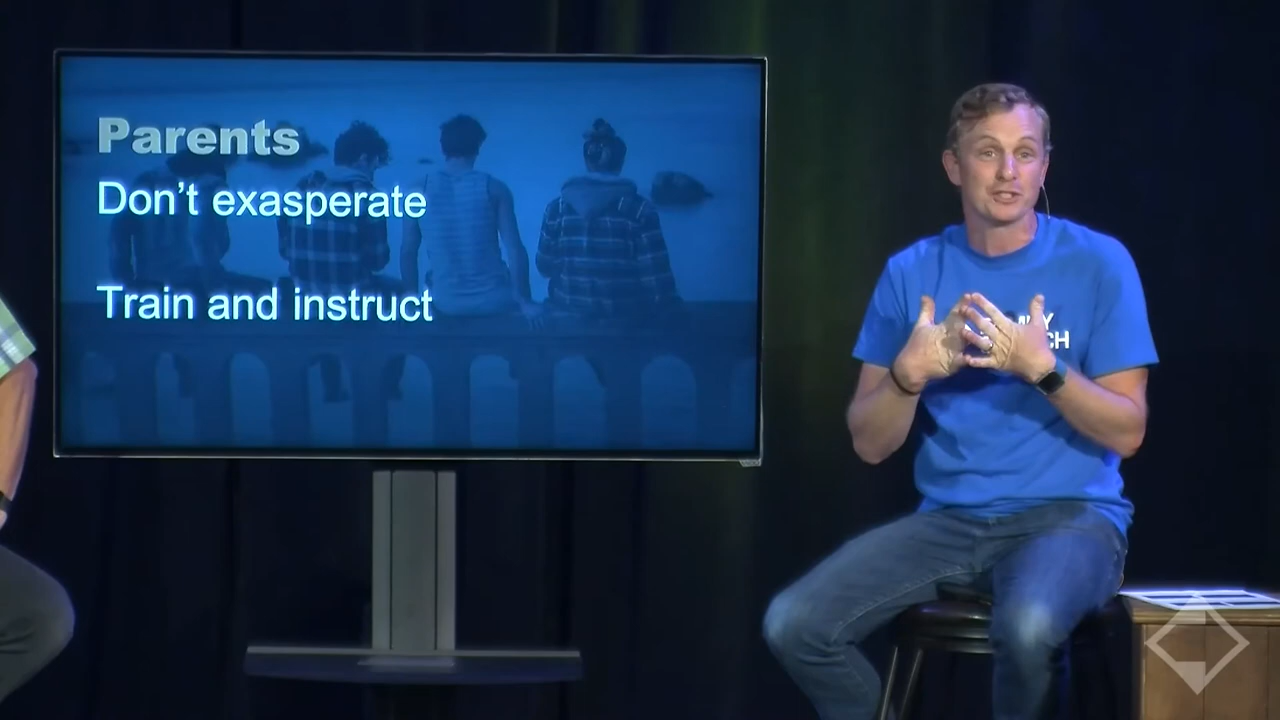 Parents
Don't exasperate
Train and instruct